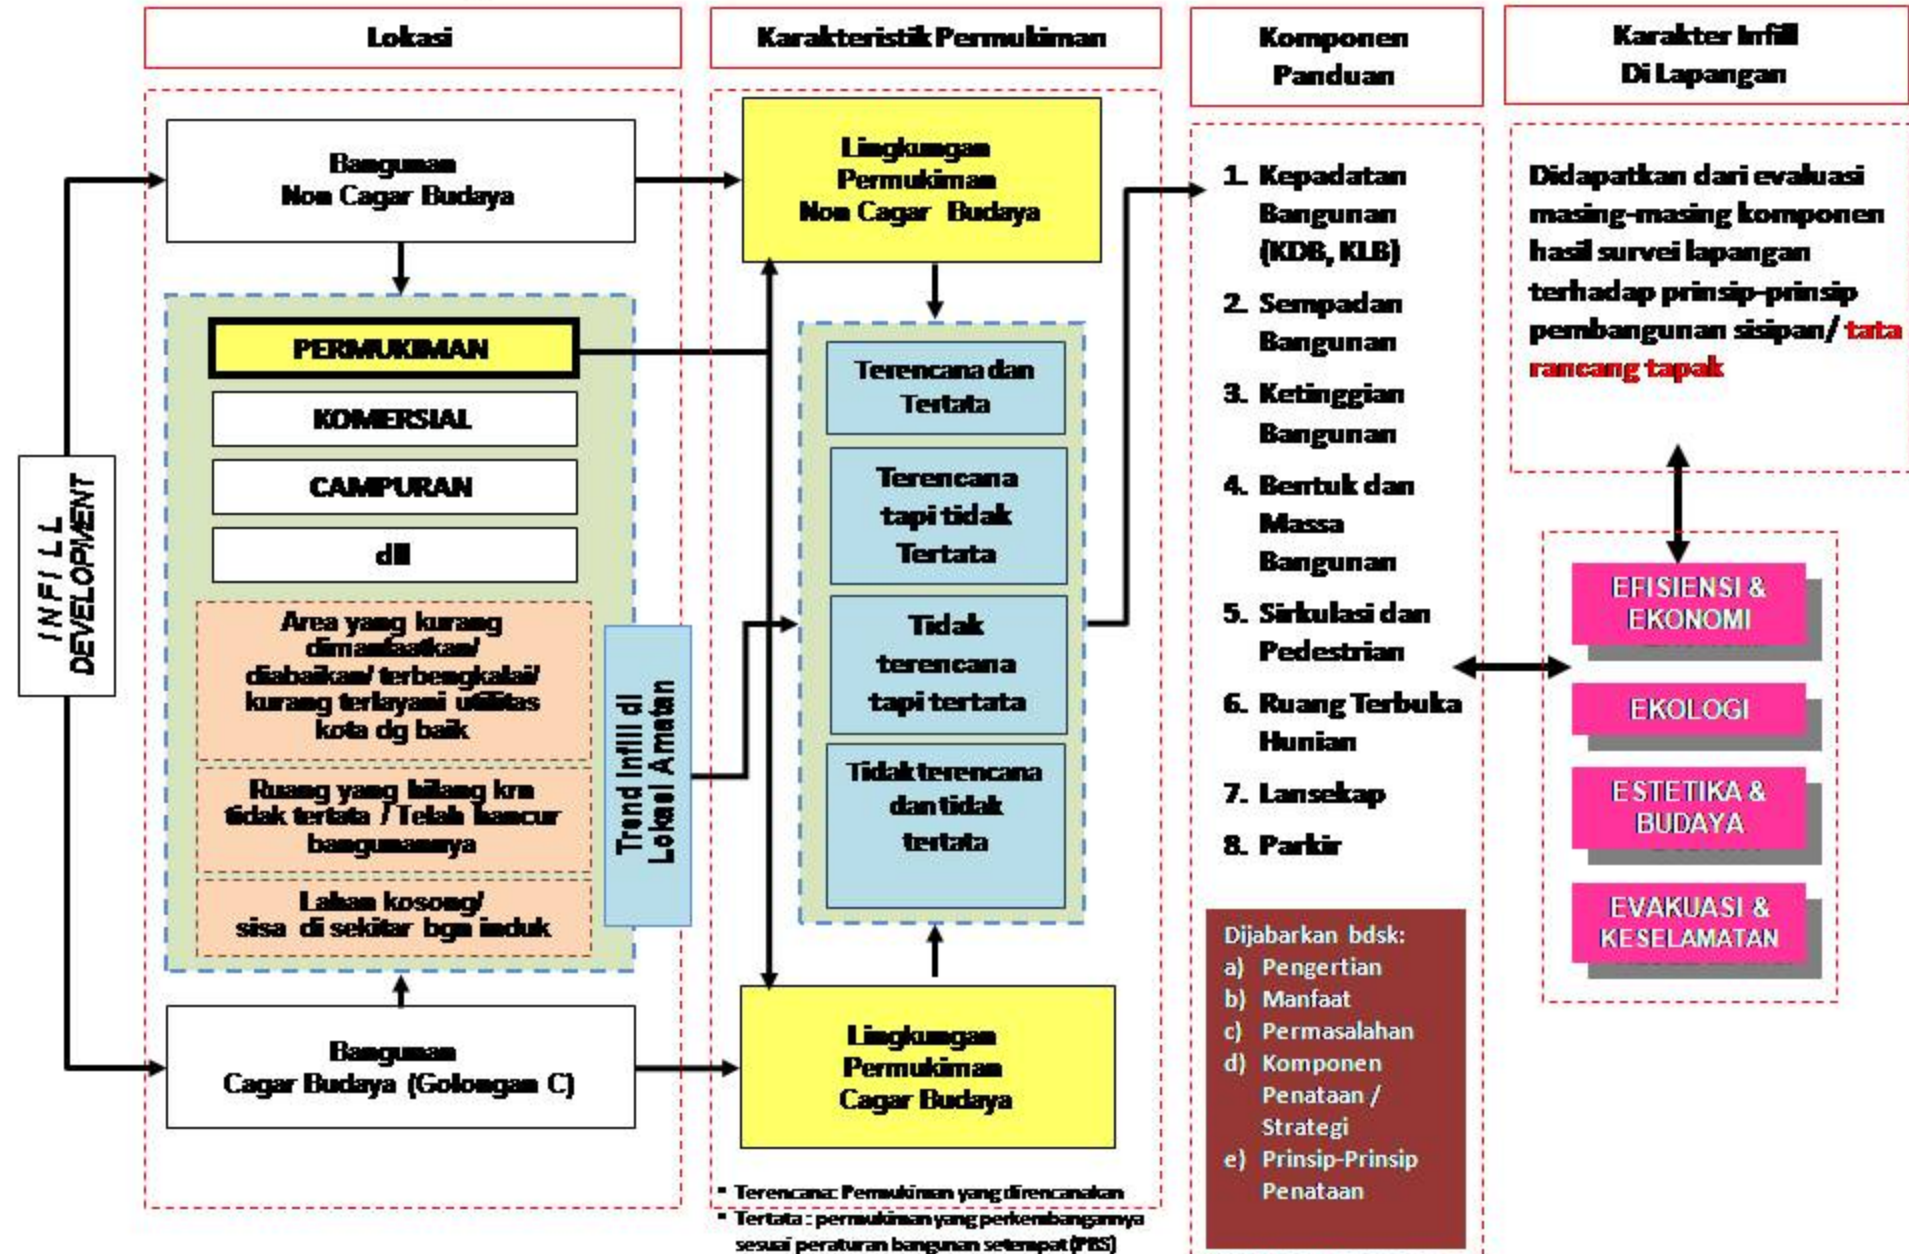 Lokasi
Karakteristik Permukiman
Komponen
Panduan
Karakter Infill
Di Lapangan
INFILL
DEVELOPMENT
Bangunan
Non Cagar Budaya
PERMUKIMAN
KOMERSIAL
CAMPURAN
dll
Area yang kurang
dimanfaatkan/
diabaikan/ terbengkalai/
kurang terlayani utilitas
kota dg baik
Ruang yang hilang krn
tidak tertata / Telah hancur
bangunannya
Lahan kosong/
sisa di sekitar bgn induk
Trend Infill di
Lokasi Amatan
Bangunan
Cagar Budaya (Golongan C)
Lingkungan
Permukiman
Non Cagar Budaya
Terencana dan
Tertata
Terencana
tapi tidak
Tertata
Tidak
terencana
tapi tertata
Tidak terencana
dan tidak
tertata
Lingkungan
Permukiman
Cagar Budaya
▪ Terencana: Permukiman yang direncanakan
▪ Tertata : permukiman yang perkembangannya
sesuai peraturan bangunan setempat (PBS)
1. Kepadatan
Bangunan
(KDB, KLB)
2. Sempadan
Bangunan
3. Ketinggian
Bangunan
4. Bentuk dan
Massa
Bangunan
5. Sirkulasi dan
Pedestrian
6. Ruang Terbuka
Hunian
7. Lansekap
8. Parkir
Dijabarkan bdsk:
a) Pengertian
b) Manfaat
c) Permasalahan
d) Komponen
Penataan /
Strategi
e) Prinsip-Prinsip
Penataan
Didapatkan dari evaluasi
masing-masing komponen
hasil survei lapangan
terhadap prinsip-prinsip
pembangunan sisipan/ tata
rancang tapak
EFISIENSI &
EKONOMI
EKOLOGI
ESTETIKA &
BUDAYA
EVAKUASI &
KESELAMATAN